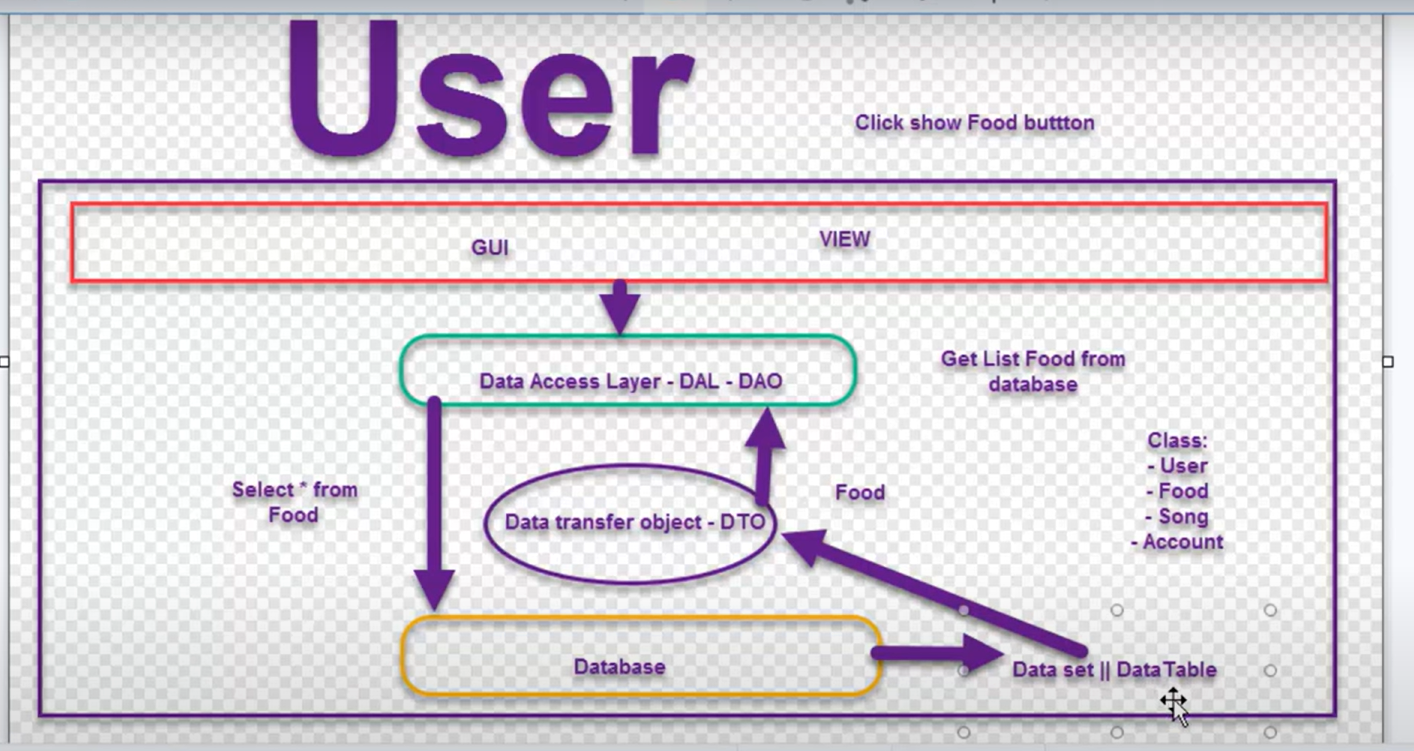 User
Click show Food buttton
GUI
VIEW
Data Access Layer - DAL - DAO
Get List Food from
database
Class:
- User
- Food
- Song
- Account
Select * from
Food
Data transfer object - DTO
Food
Database
Data set || DataTable